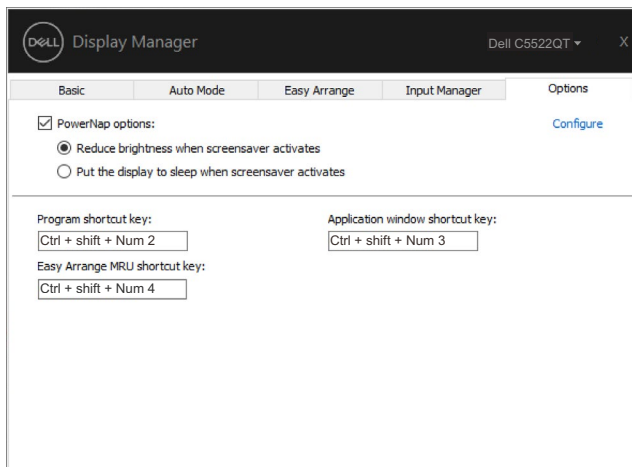 DELL Display Manager
Dell C5522QT
X
Basic Auto Mode Easy Arrange Input Manager Options
PowerNap options:
Configure
Reduce brightness when screensaver activates
Put the display to sleep when screensaver activates
Program shortcut key:
Application window shortcut key:
Ctrl + shift + Num 2
Ctrl + shift + Num 3
Easy Arrange MRU shortcut key:
Ctrl + shift + Num 4